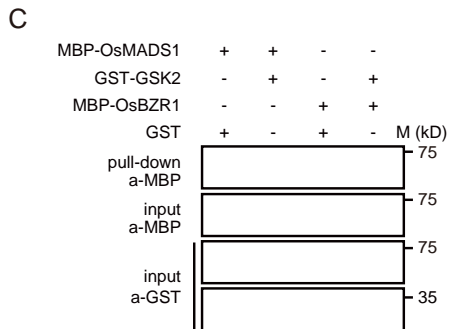 C
MBP-OsMADS1 + + - -
GST-GSK2 - + - +
MBP-OsBZR1 - - + +
GST + - + - M (kD)
pull-down
a-MBP
75
input
a-MBP
75
input
a-GST
75
35